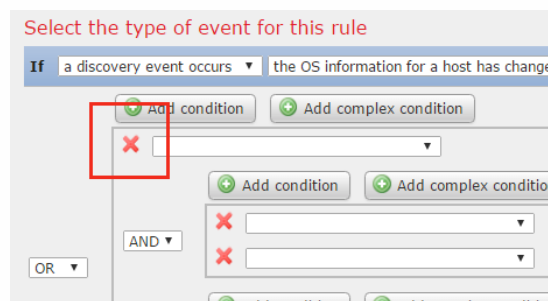 Select the type of event for this rule
If a discovery event occurs the OS information for a host has change
Add condition Add complex condition
Add condition Add complex conditio
AND
OR